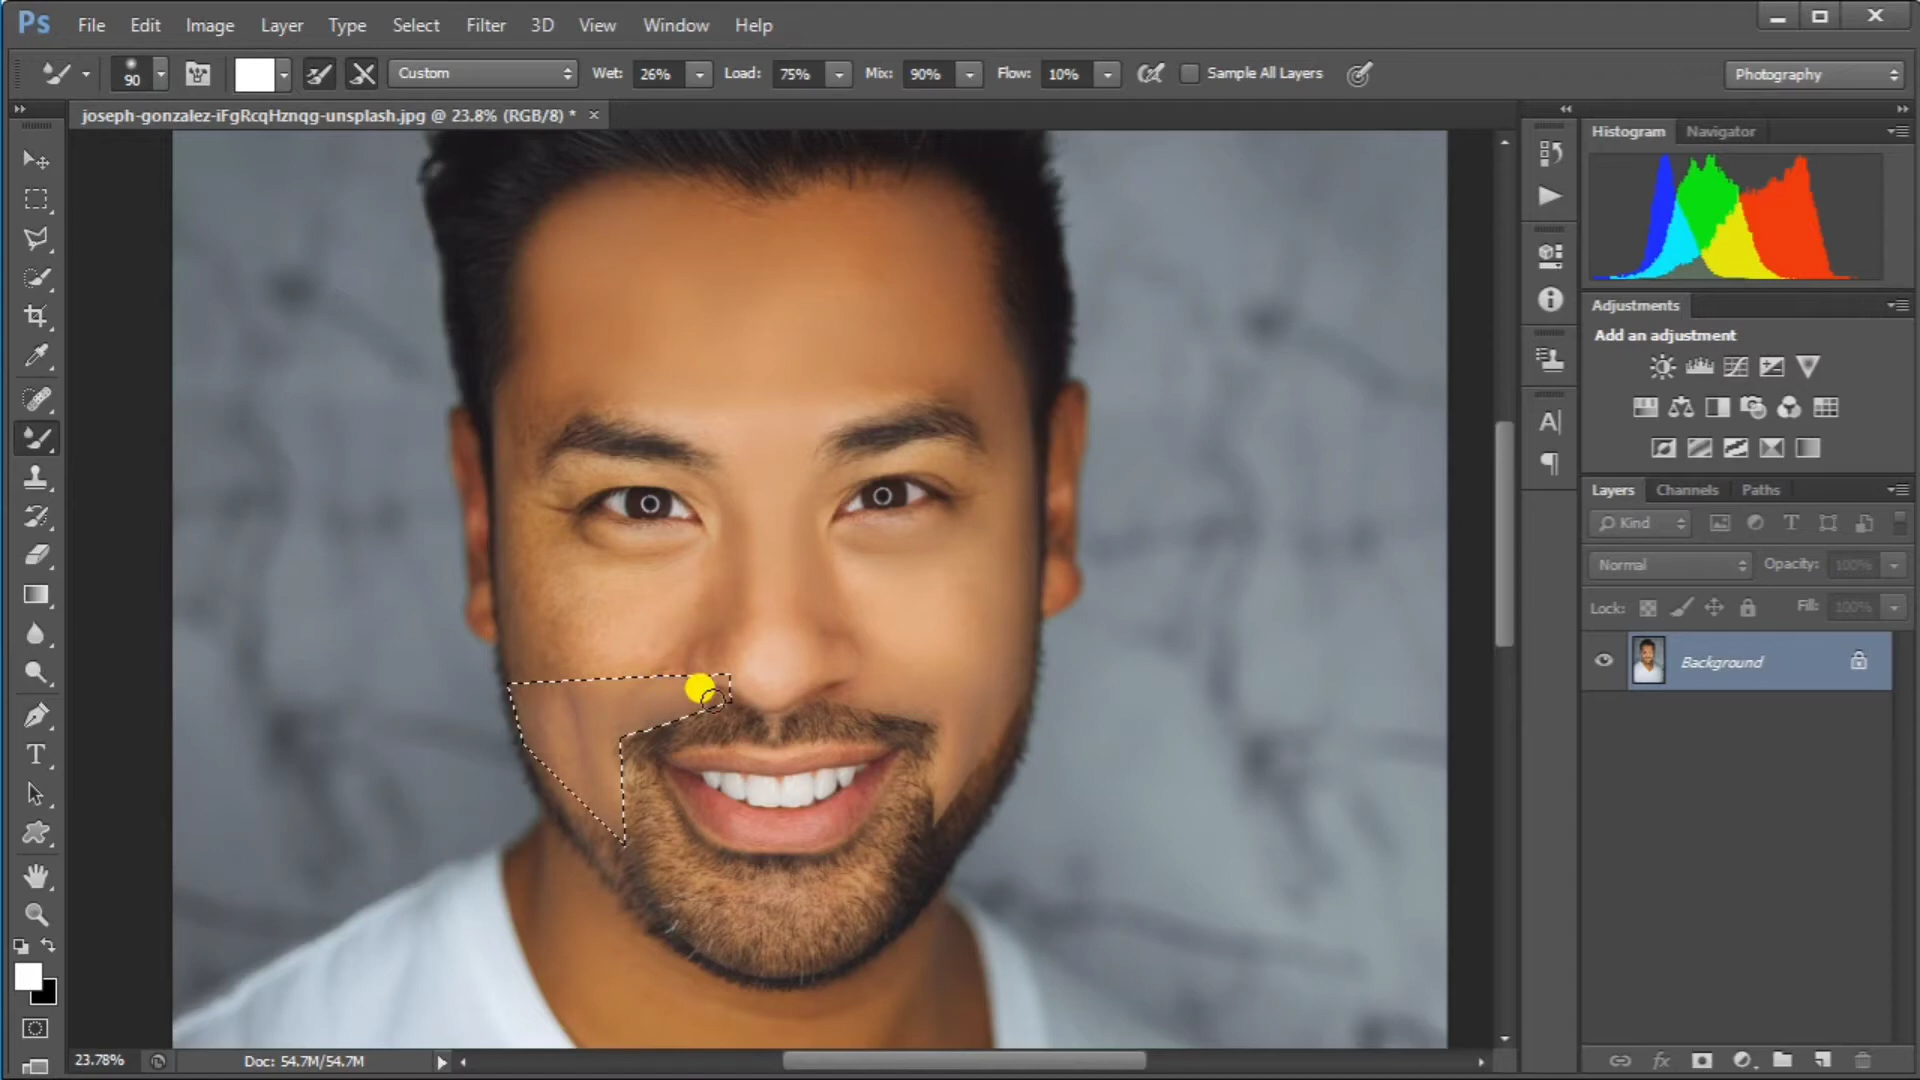 Ps File Edit Image Layer Type Select Filter 3D View Window Help
90 Custom Wet: 26% Load: 75% Mix: 90% Flow: 10% Sample All Layers Photography
joseph-gonzalez-iFgRcqHznqg-unsplash.jpg @ 23.8% (RGB/8) * ×
Histogram Navigator
Adjustments
Add an adjustment
Layers Channels Paths
Kind
Normal Opacity: 100%
Lock: Fill: 100%
Background
23.78% Doc: 54.7M/54.7M